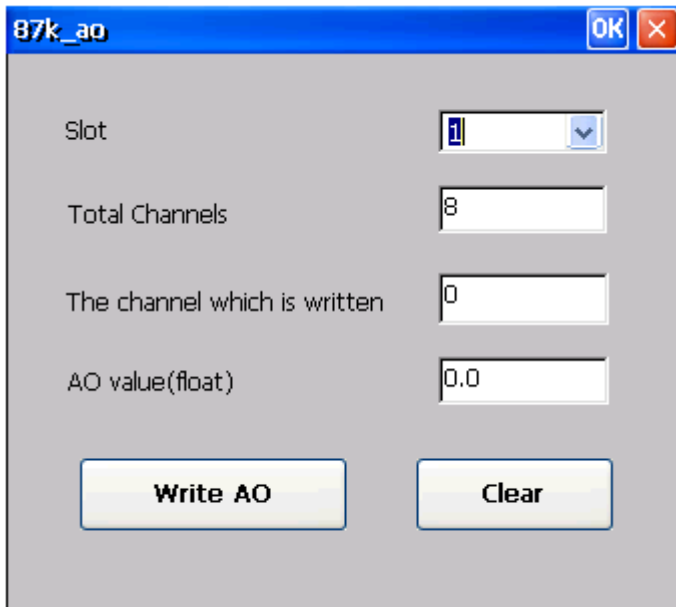 87k_ao OK
Slot 1
Total Channels 8
The channel which is written 0
AO value(float) 0.0
Write AO Clear